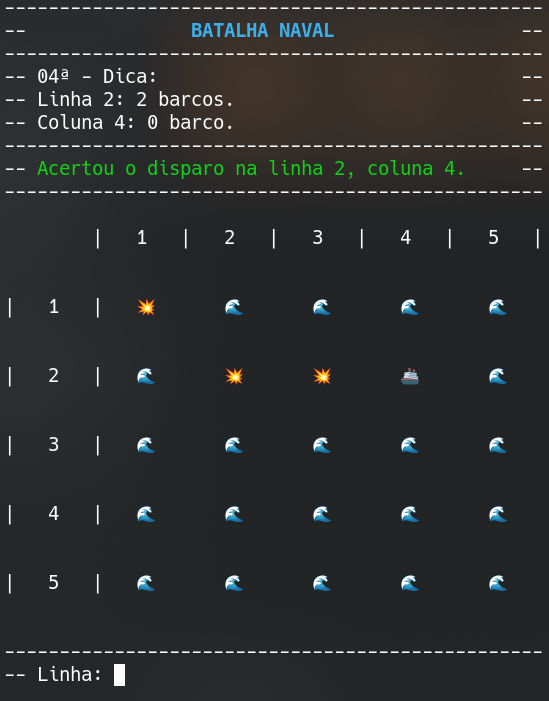 ------------------------------------------------
-- BATALHA NAVAL --
------------------------------------------------
-- 04ª - Dica: --
-- Linha 2: 2 barcos. --
-- Coluna 4: 0 barco. --
------------------------------------------------
-- Acertou o disparo na linha 2, coluna 4. --
------------------------------------------------
| 1 | 2 | 3 | 4 | 5 |
| 1 | 💥 🌊 🌊 🌊 🌊
| 2 | 🌊 💥 💥 🚢 🌊
| 3 | 🌊 🌊 🌊 🌊 🌊
| 4 | 🌊 🌊 🌊 🌊 🌊
| 5 | 🌊 🌊 🌊 🌊 🌊
------------------------------------------------
-- Linha: